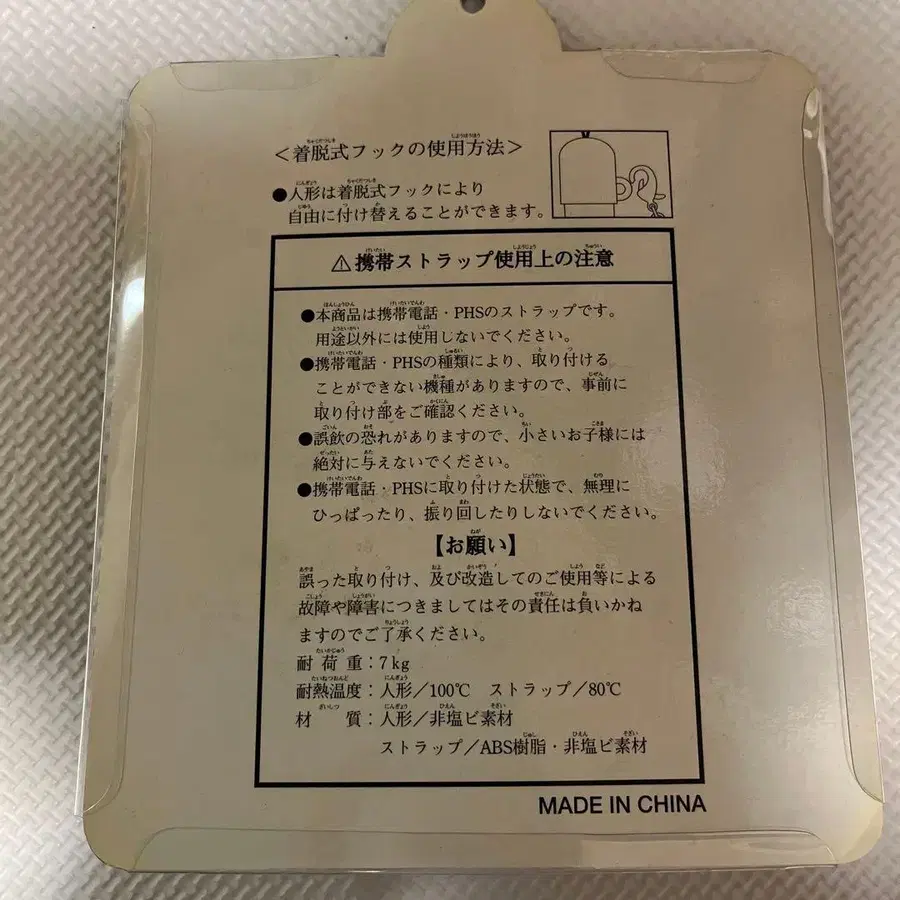 ＜着脱式フックの使用方法＞
●人形は着脱式フックにより
自由に付け替えることができます。
⚠携帯ストラップ使用上の注意
●本商品は携帯電話・PHSのストラップです。
用途以外には使用しないでください。
●携帯電話・PHSの種類により、取り付ける
ことができない機種がありますので、事前に
取り付け部をご確認ください。
●誤飲の恐れがありますので、小さいお子様には
絶対に与えないでください。
●携帯電話・PHSに取り付けた状態で、無理に
ひっぱったり、振り回したりしないでください。
【お願い】
誤った取り付け、及び改造してのご使用等による
故障や障害につきましてはその責任は負いかね
ますのでご了承ください。
耐荷重：7kg
耐熱温度：人形／100℃　ストラップ／80℃
材　質：人形／非塩ビ素材
ストラップ／ABS樹脂・非塩ビ素材
MADE IN CHINA